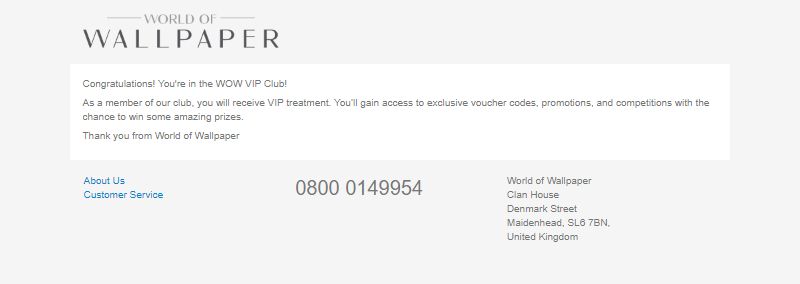 WORLD OF
WALLPAPER
Congratulations! You're in the WOW VIP Club!
As a member of our club, you will receive VIP treatment. You'll gain access to exclusive voucher codes, promotions, and competitions with the
chance to win some amazing prizes.
Thank you from World of Wallpaper
About Us
Customer Service
0800 0149954
World of Wallpaper
Clan House
Denmark Street
Maidenhead, SL6 7BN,
United Kingdom